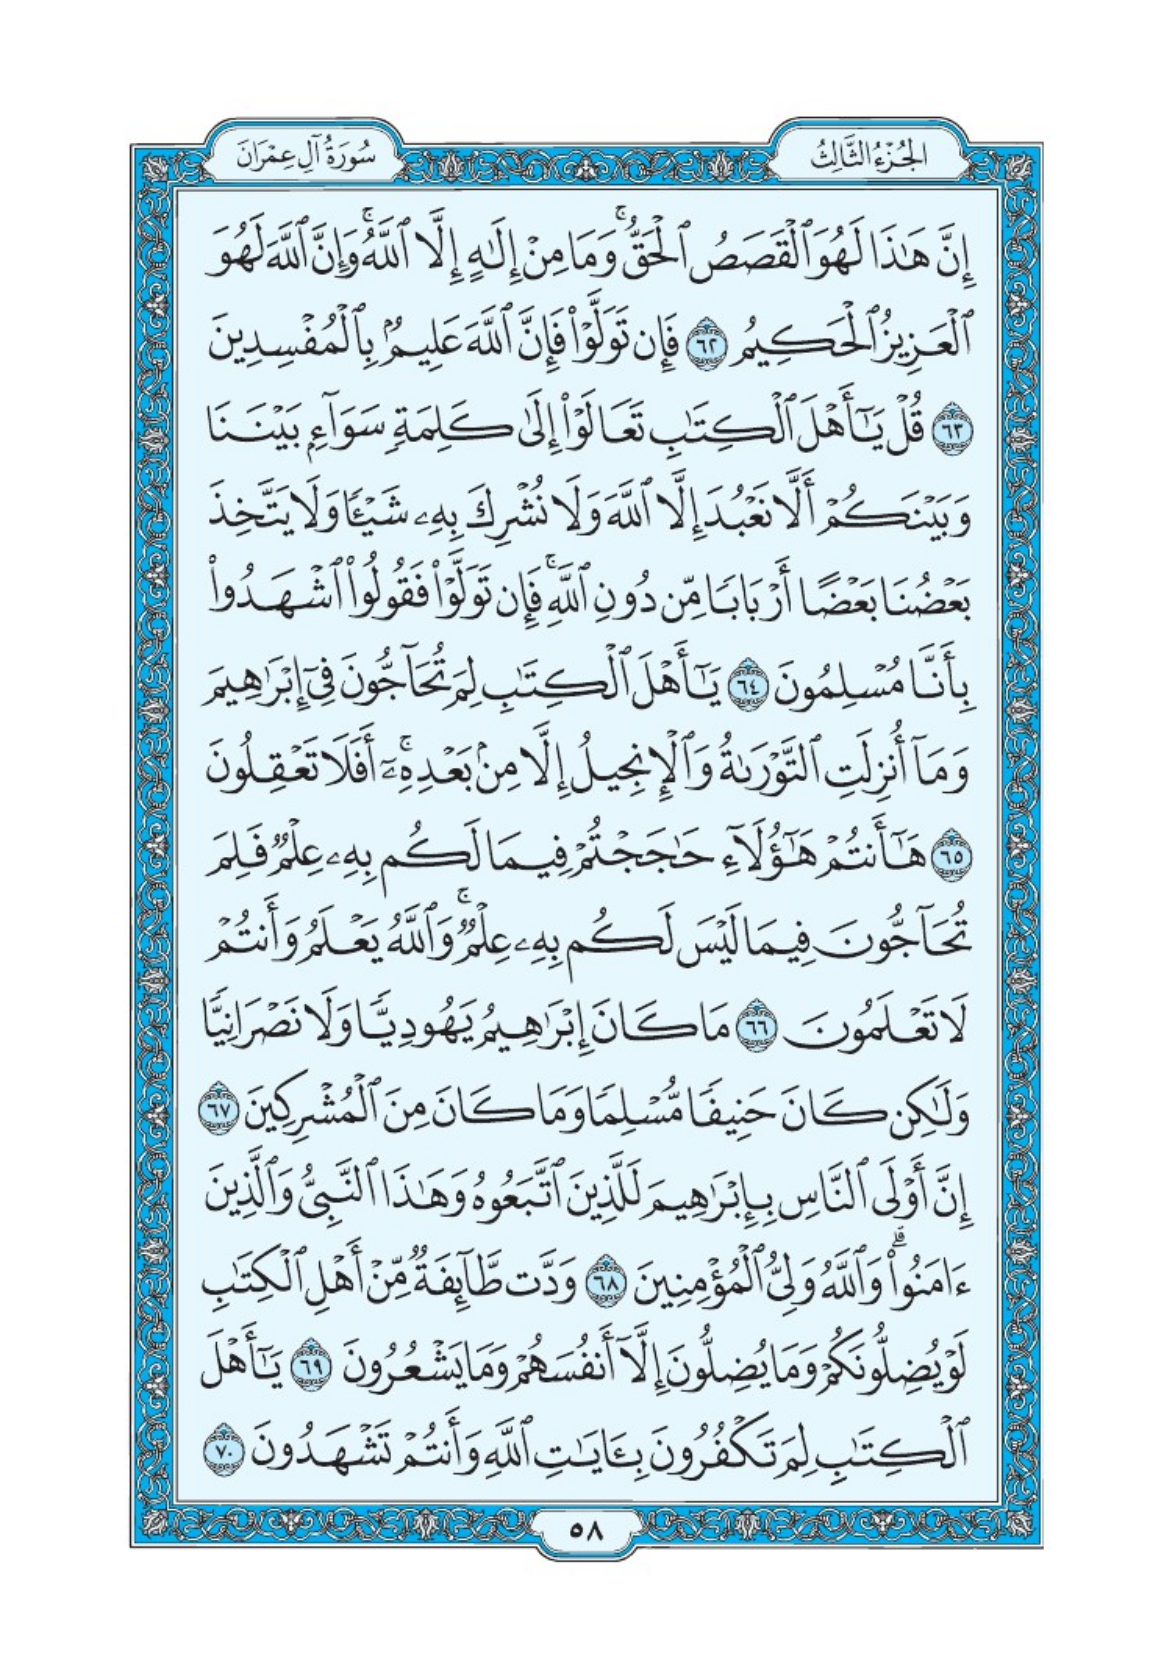 الجُزْءُ الثَّالِثُ
سُورَةُ آلِ عِمْرَانَ
إِنَّ هَٰذَا لَهُوَ ٱلْقَصَصُ ٱلْحَقُّۚ وَمَا مِنْ إِلَٰهٍ إِلَّا ٱللَّهُۚ وَإِنَّ ٱللَّهَ لَهُوَ
ٱلْعَزِيزُ ٱلْحَكِيمُ ٦٢ فَإِن تَوَلَّوْاْ فَإِنَّ ٱللَّهَ عَلِيمُۢ بِٱلْمُفْسِدِينَ
٦٣ قُلْ يَٰٓأَهْلَ ٱلْكِتَٰبِ تَعَالَوْاْ إِلَىٰ كَلِمَةٖ سَوَآءِۭ بَيْنَنَا
وَبَيْنَكُمْ أَلَّا نَعْبُدَ إِلَّا ٱللَّهَ وَلَا نُشْرِكَ بِهِۦ شَيْـٔٗا وَلَا يَتَّخِذَ
بَعْضُنَا بَعْضًا أَرْبَابٗا مِّن دُونِ ٱللَّهِۚ فَإِن تَوَلَّوْاْ فَقُولُواْ ٱشْهَدُواْ
بِأَنَّا مُسْلِمُونَ ٦٤ يَٰٓأَهْلَ ٱلْكِتَٰبِ لِمَ تُحَآجُّونَ فِيٓ إِبْرَٰهِيمَ
وَمَآ أُنزِلَتِ ٱلتَّوْرَىٰةُ وَٱلْإِنجِيلُ إِلَّا مِنۢ بَعْدِهِۦٓۚ أَفَلَا تَعْقِلُونَ
٦٥ هَٰٓأَنتُمْ هَٰٓؤُلَآءِ حَٰجَجْتُمْ فِيمَا لَكُم بِهِۦ عِلْمٞ فَلِمَ
تُحَآجُّونَ فِيمَا لَيْسَ لَكُم بِهِۦ عِلْمٞۚ وَٱللَّهُ يَعْلَمُ وَأَنتُمْ
لَا تَعْلَمُونَ ٦٦ مَا كَانَ إِبْرَٰهِيمُ يَهُودِيّٗا وَلَا نَصْرَانِيّٗا
وَلَٰكِن كَانَ حَنِيفٗا مُّسْلِمٗا وَمَا كَانَ مِنَ ٱلْمُشْرِكِينَ ٦٧
إِنَّ أَوْلَى ٱلنَّاسِ بِإِبْرَٰهِيمَ لَلَّذِينَ ٱتَّبَعُوهُ وَهَٰذَا ٱلنَّبِيُّ وَٱلَّذِينَ
ءَامَنُواْۗ وَٱللَّهُ وَلِيُّ ٱلْمُؤْمِنِينَ ٦٨ وَدَّت طَّآئِفَةٞ مِّنْ أَهْلِ ٱلْكِتَٰبِ
لَوْ يُضِلُّونَكُمْ وَمَا يُضِلُّونَ إِلَّآ أَنفُسَهُمْ وَمَا يَشْعُرُونَ ٦٩ يَٰٓأَهْلَ
ٱلْكِتَٰبِ لِمَ تَكْفُرُونَ بِـَٔايَٰتِ ٱللَّهِ وَأَنتُمْ تَشْهَدُونَ ٧٠
٥٨